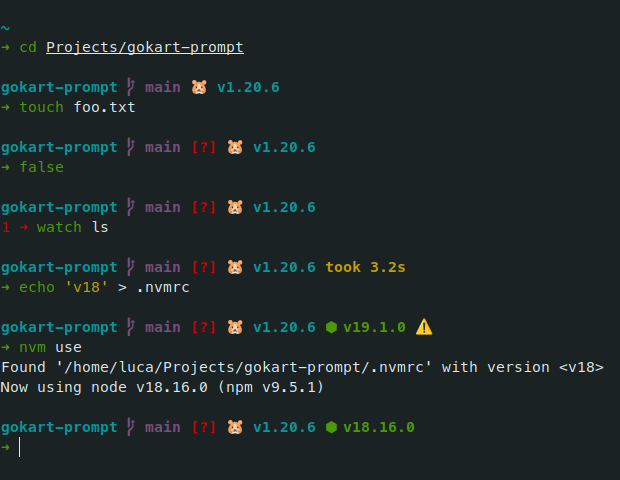 ~
→ cd Projects/gokart-prompt
gokart-prompt main 🐹 v1.20.6
→ touch foo.txt
gokart-prompt main [?] 🐹 v1.20.6
→ false
gokart-prompt main [?] 🐹 v1.20.6
1 → watch ls
gokart-prompt main [?] 🐹 v1.20.6 took 3.2s
→ echo 'v18' > .nvmrc
gokart-prompt main [?] 🐹 v1.20.6 ⬢ v19.1.0 ⚠️
→ nvm use
Found '/home/luca/Projects/gokart-prompt/.nvmrc' with version <v18>
Now using node v18.16.0 (npm v9.5.1)
gokart-prompt main [?] 🐹 v1.20.6 ⬢ v18.16.0
→